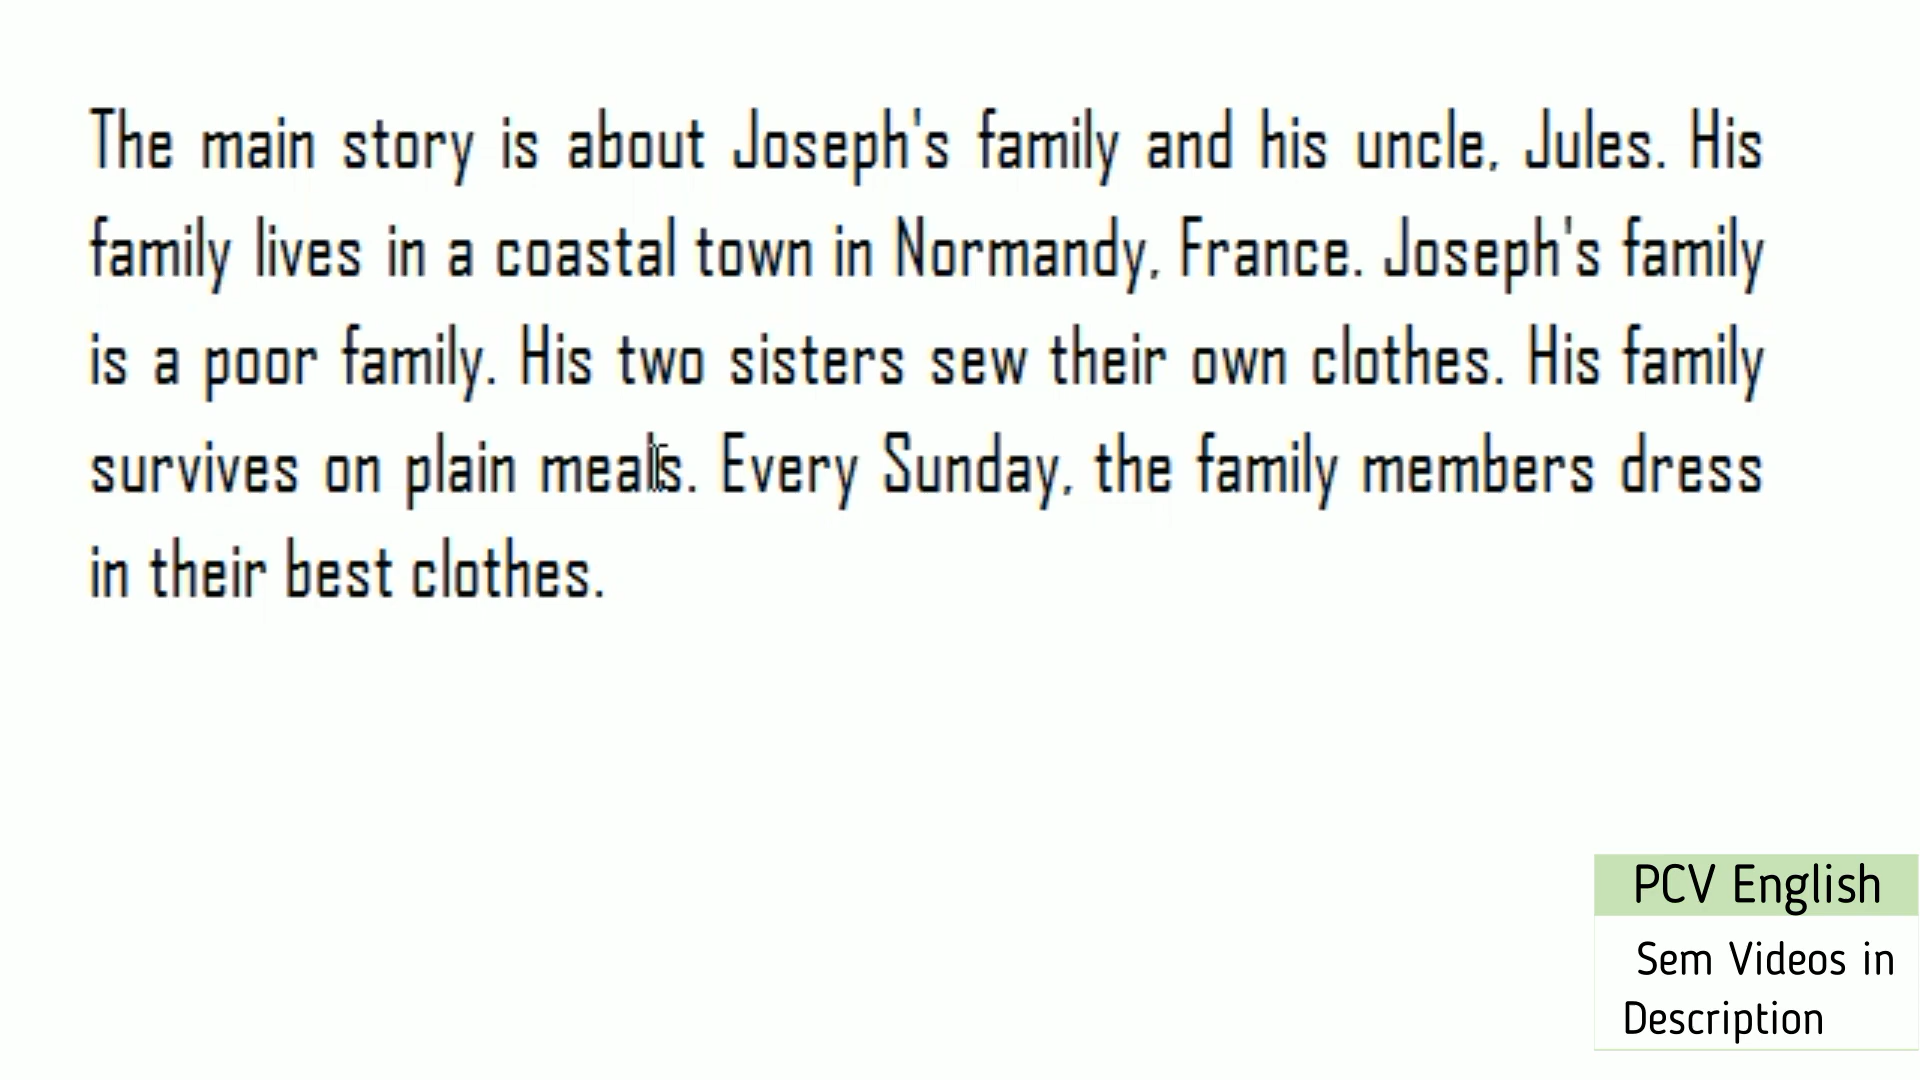 The main story is about Joseph's family and his uncle, Jules. His
family lives in a coastal town in Normandy, France. Joseph's family
is a poor family. His two sisters sew their own clothes. His family
survives on plain meals. Every Sunday, the family members dress
in their best clothes.
PCV English
Sem Videos in
Description